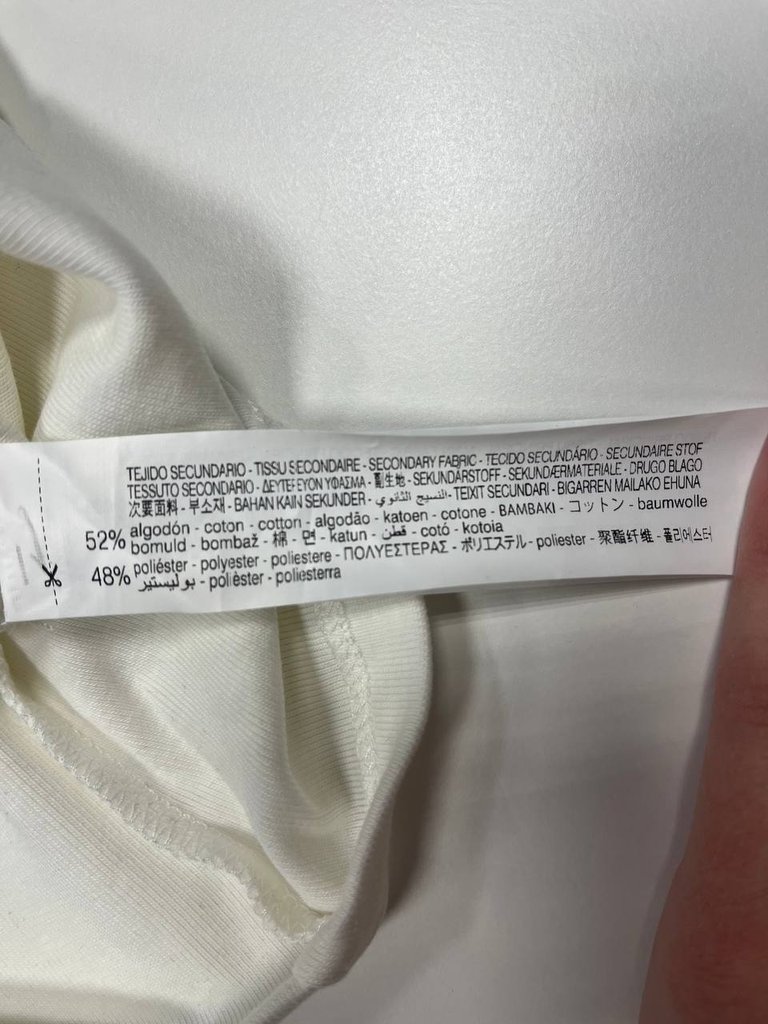 TEJIDO SECUNDARIO - TISSU SECONDAIRE - SECONDARY FABRIC - TECIDO SECUNDÁRIO - SECUNDAIRE STOF
TESSUTO SECONDARIO - ΔΕΥΤΕΡΕΥΟΝ ΥΦΑΣΜΑ - 副生地 - SEKUNDÄRSTOFF - SEKUNDÆRMATERIALE - DRUGO BLAGO
次要面料 - 부소재 - BAHAN KAIN SEKUNDER - النسيج الثانوي - TEIXIT SECUNDARI - BIGARREN MAILAKO EHUNA
52% algodón - coton - cotton - algodão - katoen - cotone - ΒΑΜΒΑΚΙ - コットン - baumwolle
bomuld - bombaž - 棉 - 면 - katun - قطن - cotó - kotoia
48% poliéster - polyester - poliestere - ΠΟΛΥΕΣΤΕΡΑΣ - ポリエステル - poliester - 聚酯纤维 - 폴리에스터
بوليستير - polièster - poliesterra